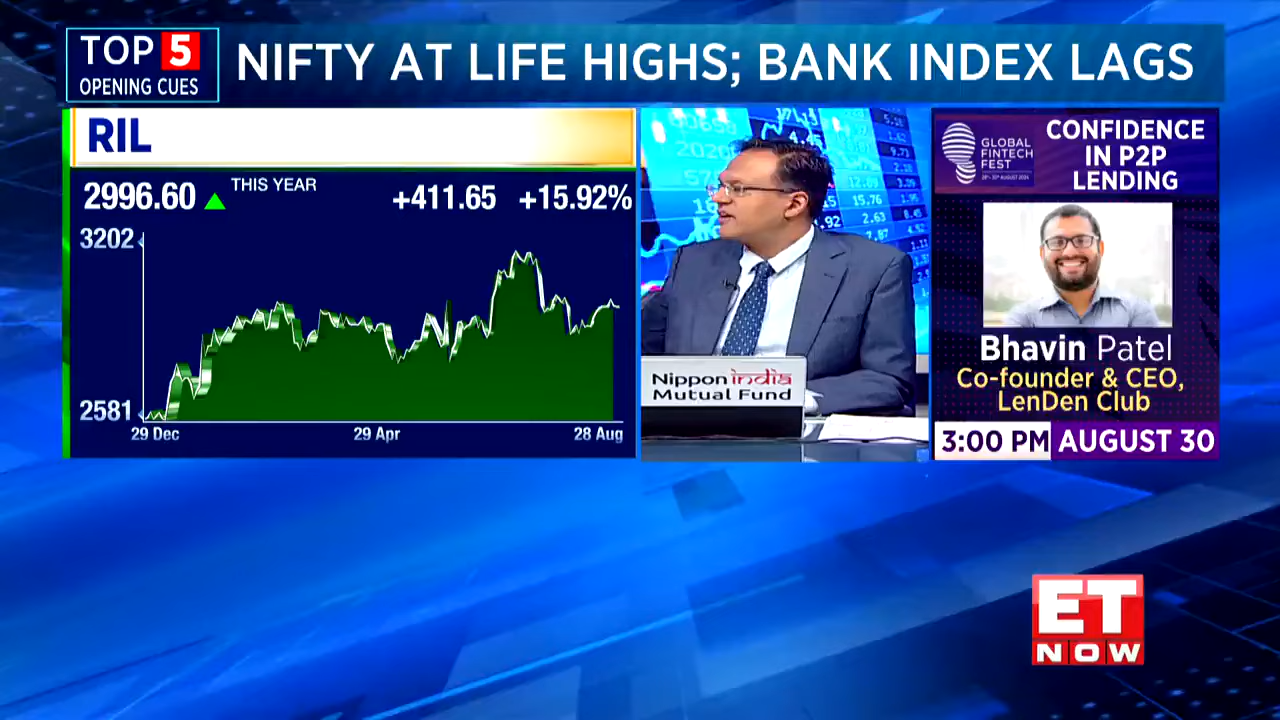 TOP 5
OPENING CUES
NIFTY AT LIFE HIGHS; BANK INDEX LAGS
RIL
2996.60 THIS YEAR +411.65 +15.92%
3202
2581
29 Dec 29 Apr 28 Aug
Nippon india
Mutual Fund
GLOBAL
FINTECH
FEST
CONFIDENCE
IN P2P
LENDING
Bhavin Patel
Co-founder & CEO,
LenDen Club
3:00 PM AUGUST 30
ET
NOW